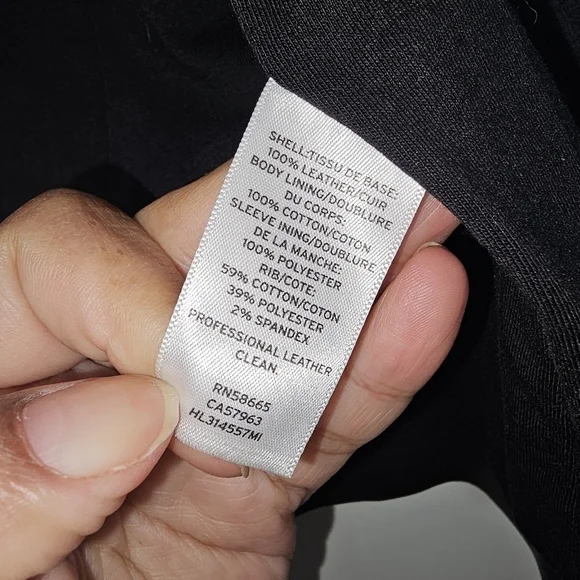 SHELL:TISSU DE BASE:
100% LEATHER/CUIR
BODY LINING/DOUBLURE
DU CORPS:
100% COTTON/COTON
SLEEVE INING/DOUBLURE
DE LA MANCHE:
100% POLYESTER
RIB/COTE:
59% COTTON/COTON
39% POLYESTER
2% SPANDEX
PROFESSIONAL LEATHER
CLEAN.
RN58665
CA57963
HL314557MI